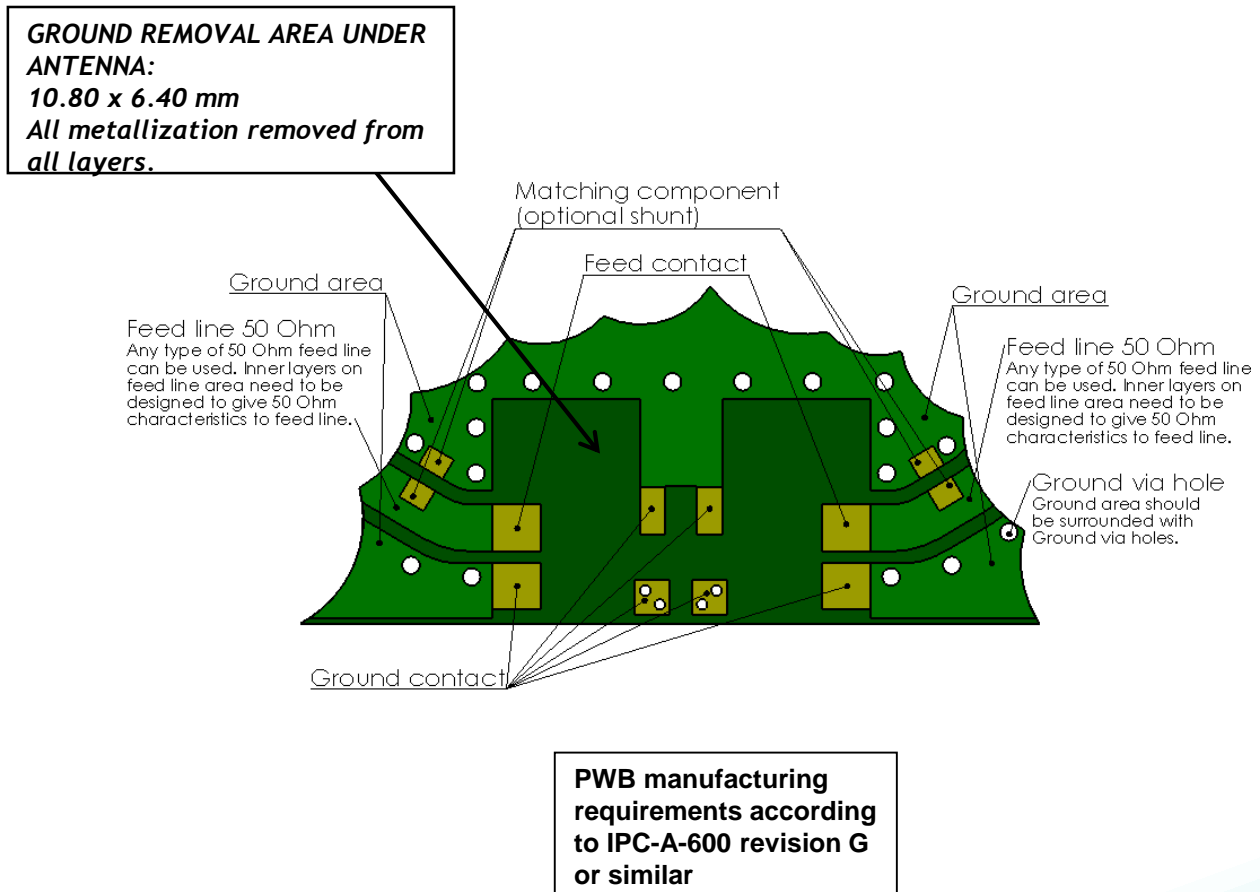 GROUND REMOVAL AREA UNDER
ANTENNA:
10.80 x 6.40 mm
All metallization removed from
all layers.
Matching component
(optional shunt)
Feed contact
Ground area
Ground area
Feed line 50 Ohm
Any type of 50 Ohm feed line
can be used. Inner layers on
feed line area need to be
designed to give 50 Ohm
characteristics to feed line.
Feed line 50 Ohm
Any type of 50 Ohm feed line
can be used. Inner layers on
feed line area need to be
designed to give 50 Ohm
characteristics to feed line.
Ground via hole
Ground area should
be surrounded with
Ground via holes.
Ground contact
PWB manufacturing
requirements according
to IPC-A-600 revision G
or similar